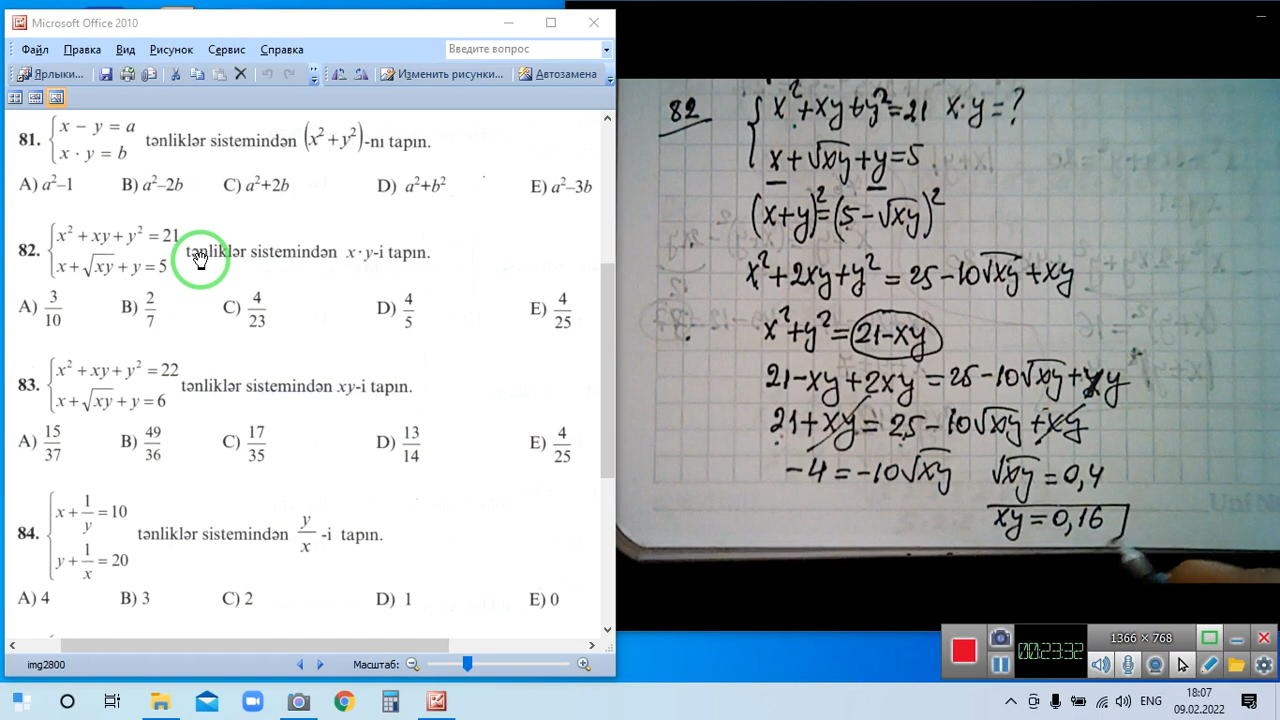 Microsoft Office 2010
Файл Правка Вид Рисунок Сервис Справка
Введите вопрос
Ярлыки... Изменить рисунки... Автозамена
81. { x − y = a
x · y = b tənliklər sistemindən (x² + y²)-nı tapın.
A) a²–1 B) a²–2b C) a²+2b D) a²+b² E) a²–3b
82. { x² + xy + y² = 21
x + √xy + y = 5 tənliklər sistemindən x · y-i tapın.
A) 3/10 B) 2/7 C) 4/23 D) 4/5 E) 4/25
83. { x² + xy + y² = 22
x + √xy + y = 6 tənliklər sistemindən xy-i tapın.
A) 15/37 B) 49/36 C) 17/35 D) 13/14 E) 4/25
84. { x + 1/y = 10
y + 1/x = 20 tənliklər sistemindən y/x -i tapın.
A) 4 B) 3 C) 2 D) 1 E) 0
img2800 Масштаб:
82 { x² + xy + y² = 21 x · y = ?
x + √xy + y = 5
(x + y)² = (5 − √xy)²
x² + 2xy + y² = 25 − 10√xy + xy
x² + y² = 21 − xy
21 − xy + 2xy = 25 − 10√xy + xy
21 + xy = 25 − 10√xy + xy
−4 = −10√xy √xy = 0,4
xy = 0,16
1366 × 768
00:23:32
ENG
18:07
09.02.2022